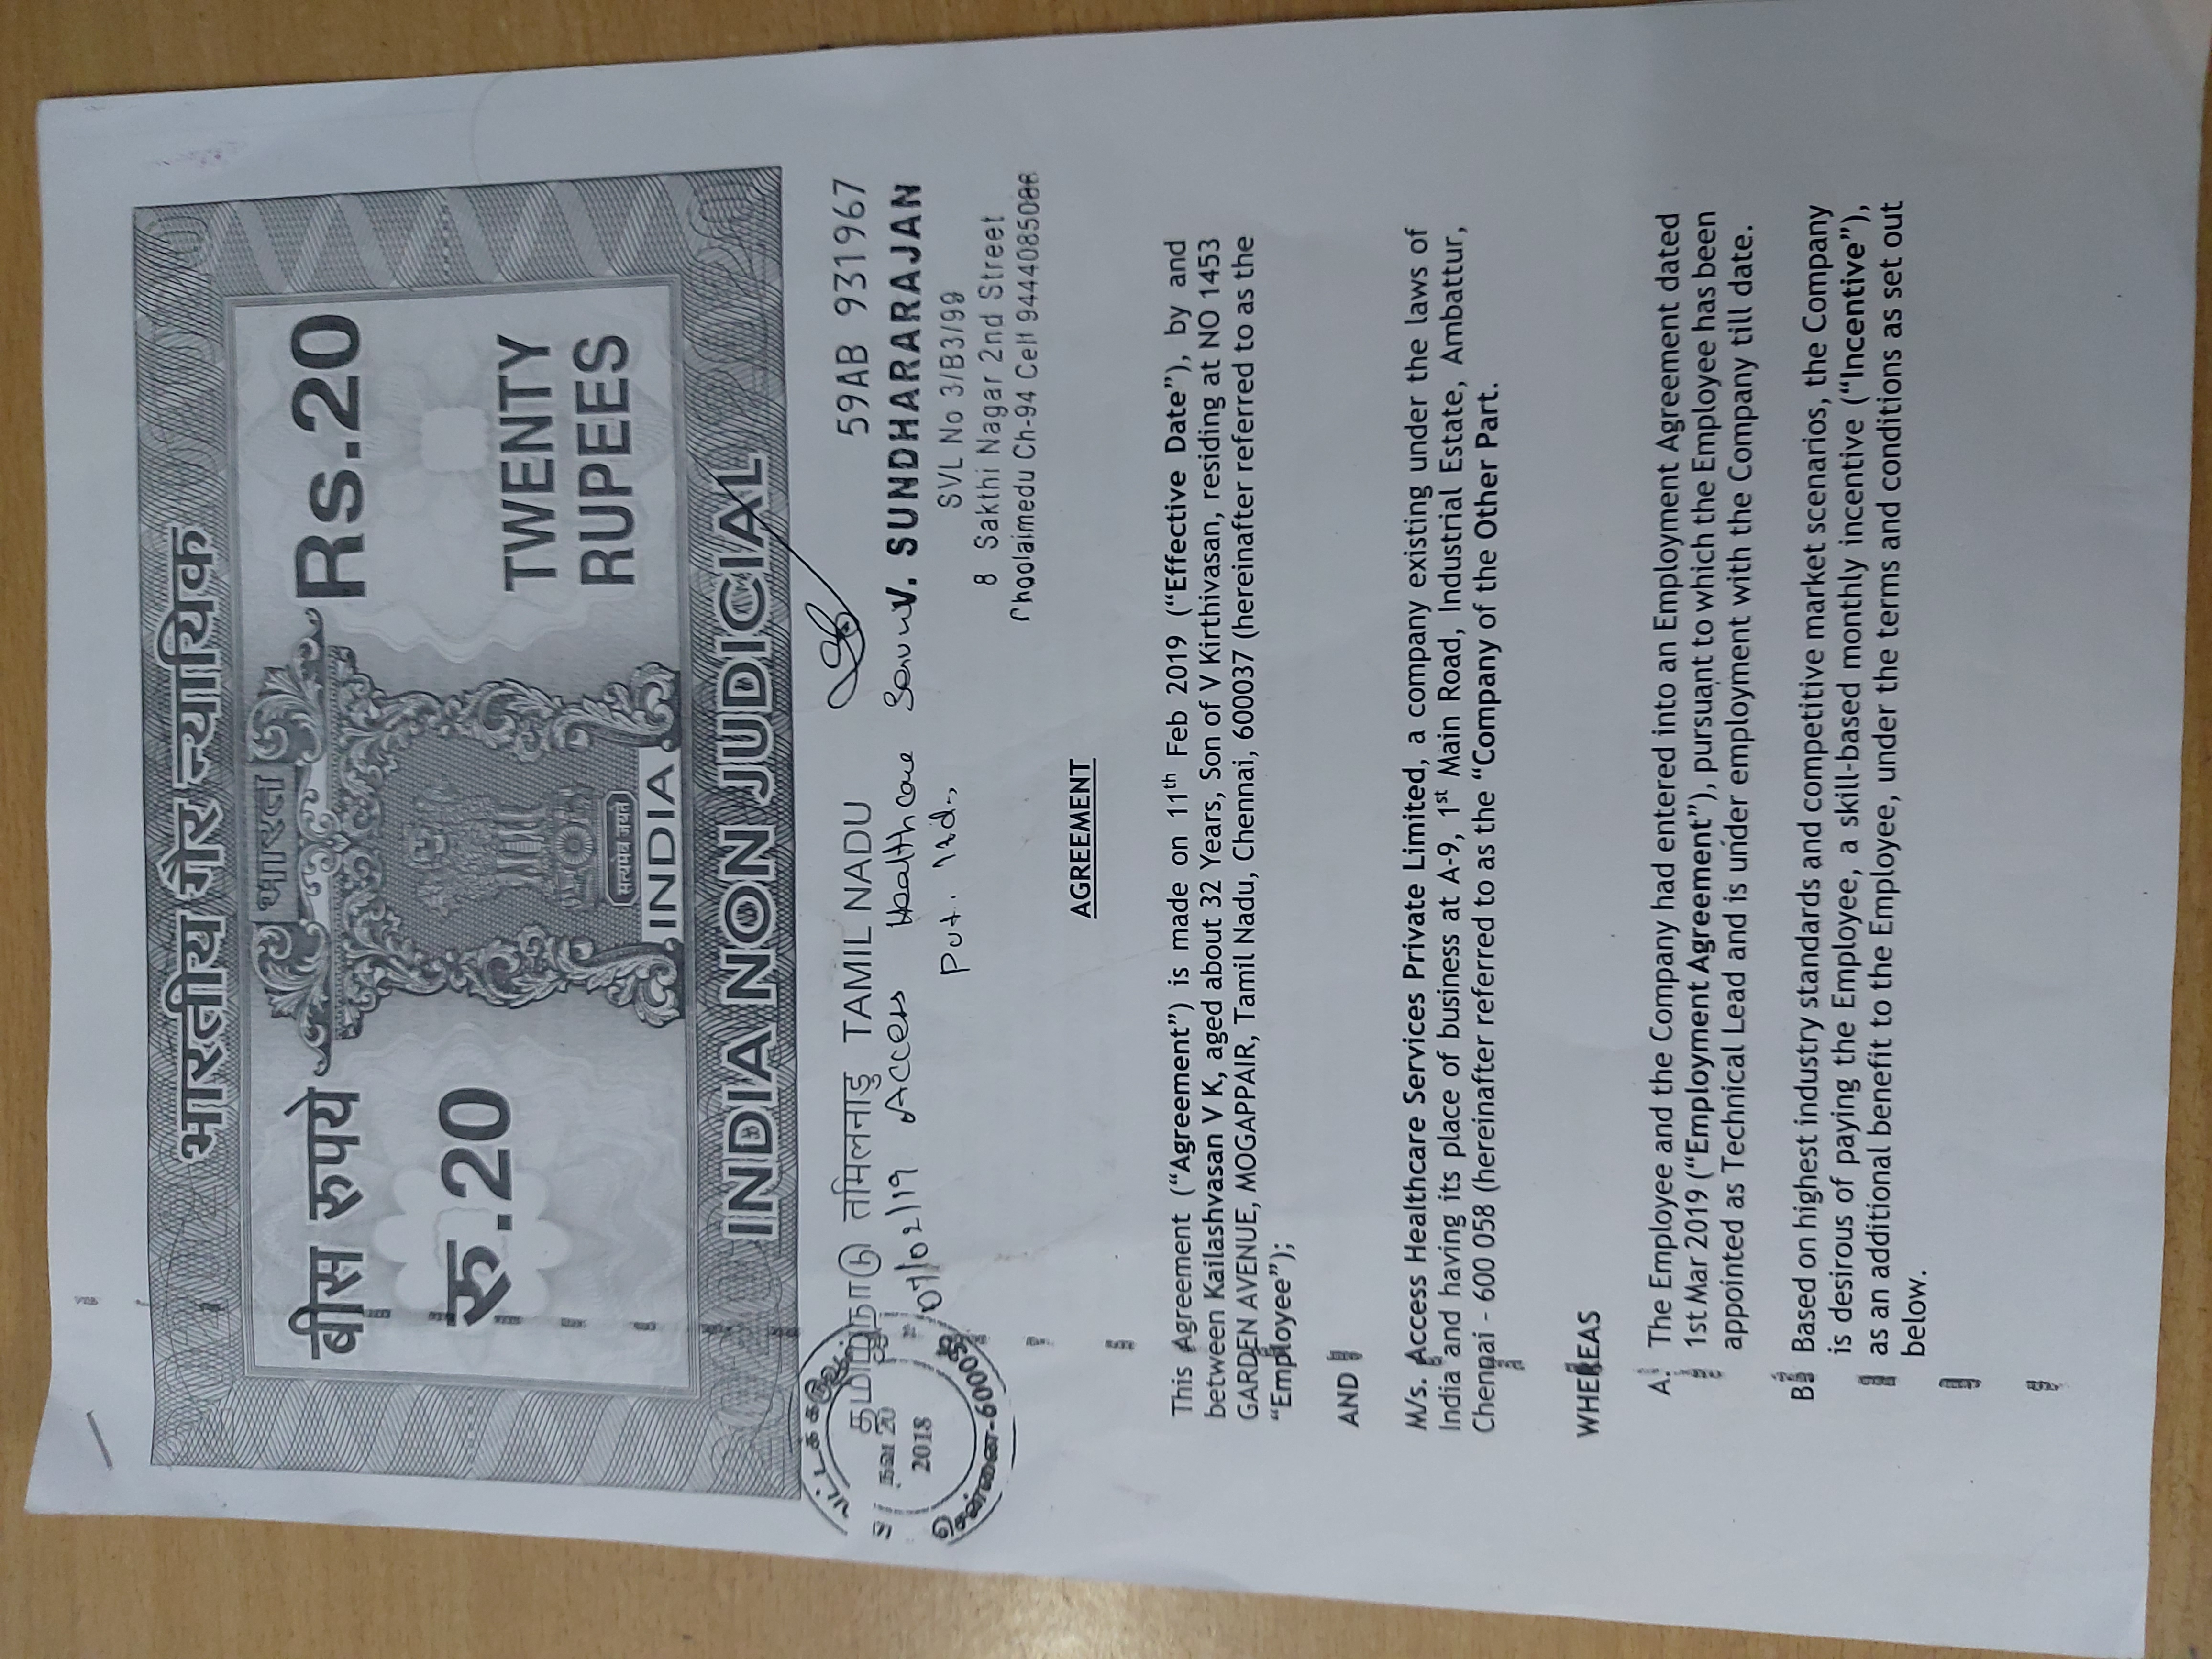 भारतीय गैर न्यायिक
भारत
बीस रुपये
Rs.20
रु.20
TWENTY
RUPEES
सत्यमेव जयते
INDIA
INDIA NON JUDICIAL
தமிழ்நாடு तमिलनाडु TAMIL NADU
59AB 931967
நவ 20
2018
சென்னை-600035
07/02/19 Access Healthcare
Pvt. ltd.,
V. SUNDHARARAJAN
SVL No 3/B3/99
8 Sakthi Nagar 2nd Street
Choolaimedu Ch-94 Cell 9444085086
AGREEMENT
This Agreement (“Agreement”) is made on 11th Feb 2019 (“Effective Date”), by and
between Kailashvasan V K, aged about 32 Years, Son of V Kirthivasan, residing at NO 1453
GARDEN AVENUE, MOGAPPAIR, Tamil Nadu, Chennai, 600037 (hereinafter referred to as the
“Employee”);
AND
M/s. Access Healthcare Services Private Limited, a company existing under the laws of
India and having its place of business at A-9, 1st Main Road, Industrial Estate, Ambattur,
Chennai - 600 058 (hereinafter referred to as the “Company of the Other Part.
WHEREAS
A. The Employee and the Company had entered into an Employment Agreement dated
1st Mar 2019 (“Employment Agreement”), pursuant to which the Employee has been
appointed as Technical Lead and is under employment with the Company till date.
B. Based on highest industry standards and competitive market scenarios, the Company
is desirous of paying the Employee, a skill-based monthly incentive (“Incentive”),
as an additional benefit to the Employee, under the terms and conditions as set out
below.